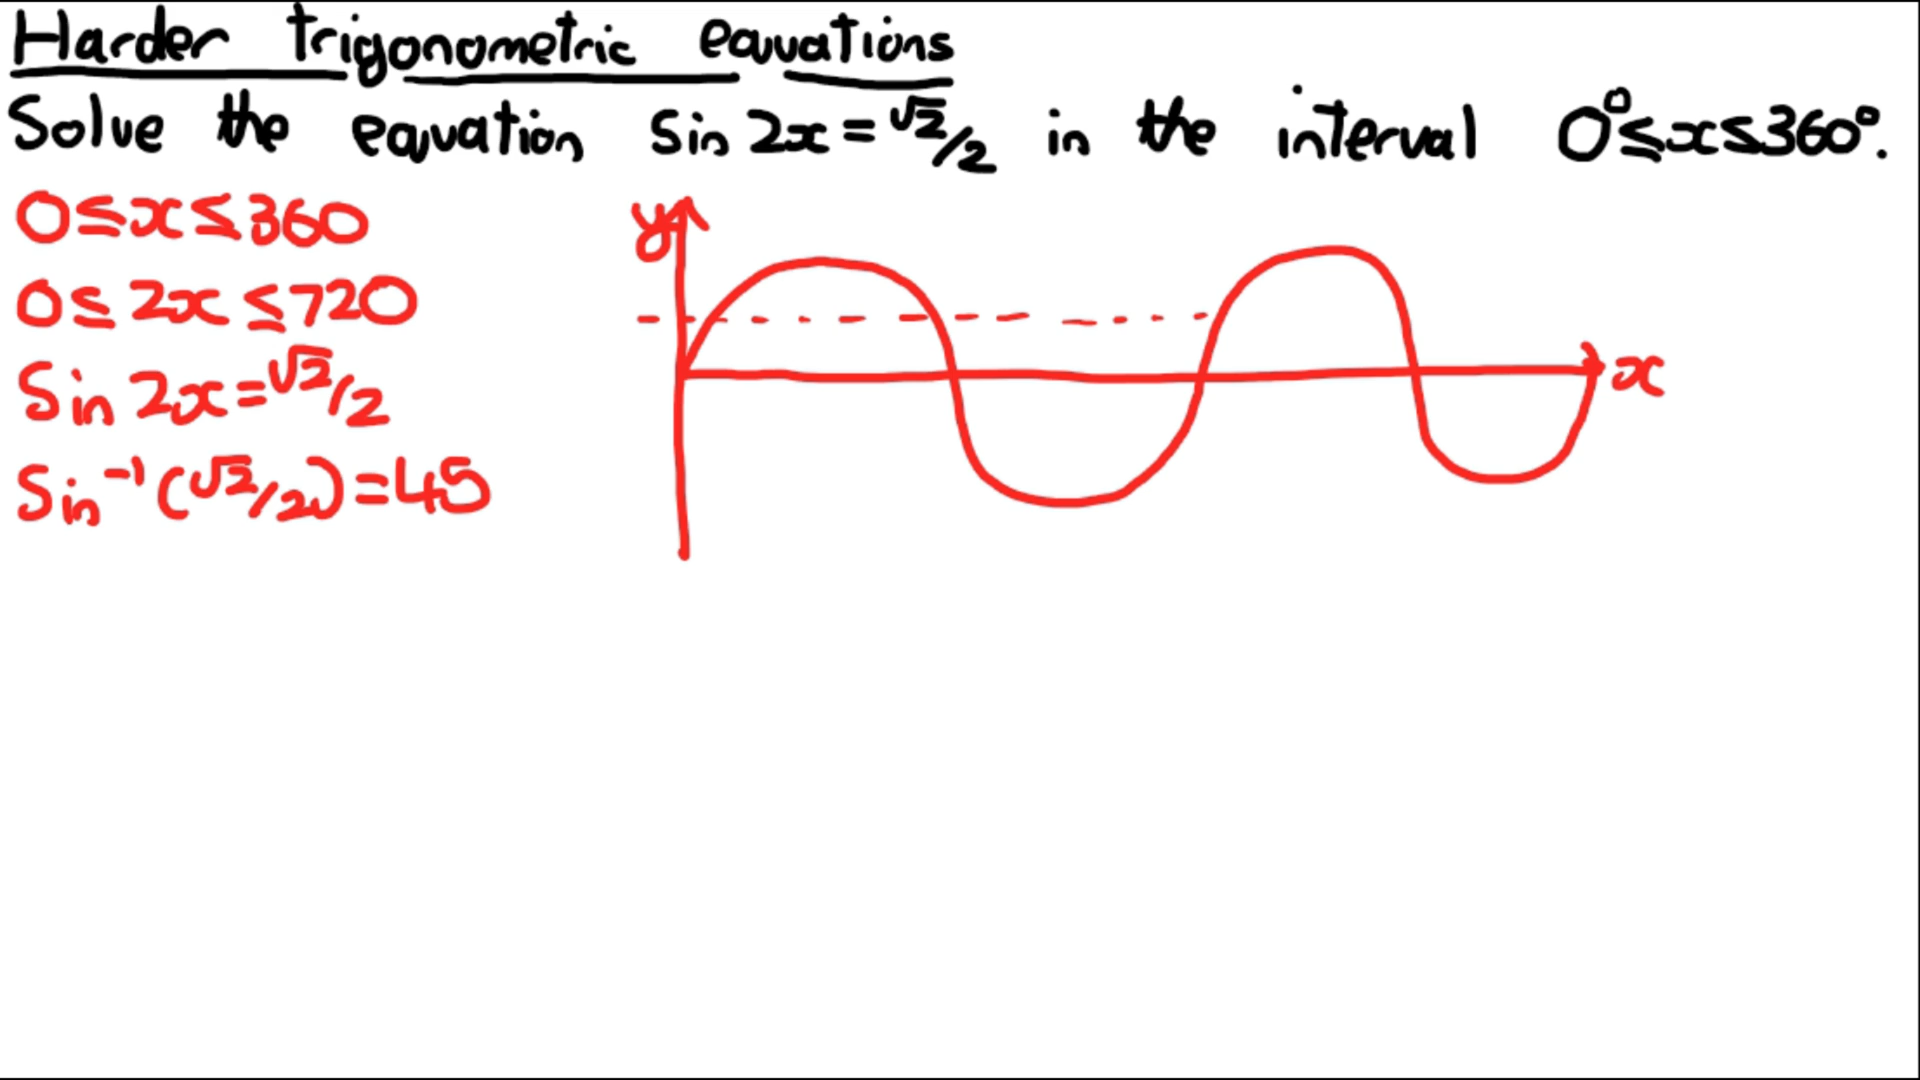 Harder trigonometric equations
Solve the equation Sin 2x = √2/2 in the interval 0° ≤ x ≤ 360°.
0 ≤ x ≤ 360
0 ≤ 2x ≤ 720
Sin 2x = √2/2
Sin⁻¹ (√2/2) = 45
y
x